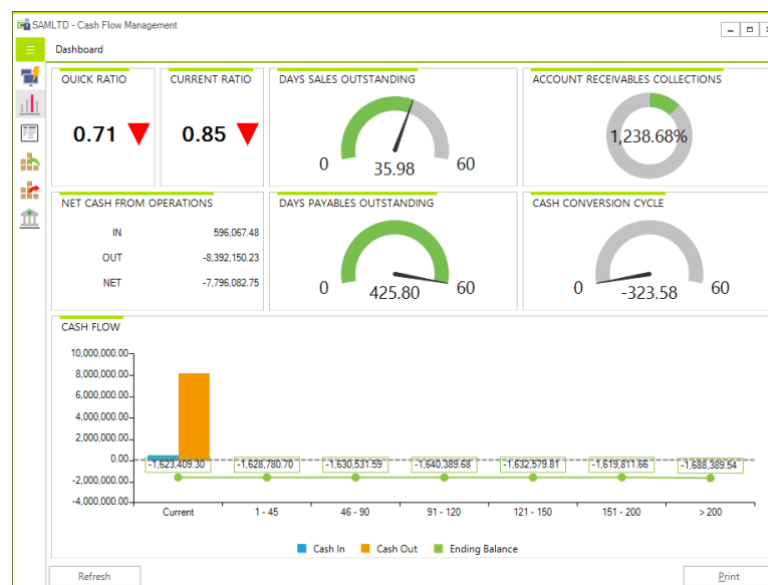 SAMLTD - Cash Flow Management
Dashboard
QUICK RATIO
0.71
CURRENT RATIO
0.85
DAYS SALES OUTSTANDING
0
35.98
60
ACCOUNT RECEIVABLES COLLECTIONS
1,238.68%
NET CASH FROM OPERATIONS
IN 596,067.48
OUT -8,392,150.23
NET -7,796,082.75
DAYS PAYABLES OUTSTANDING
0
425.80
60
CASH CONVERSION CYCLE
0
-323.58
60
CASH FLOW
10,000,000.00
8,000,000.00
6,000,000.00
4,000,000.00
2,000,000.00
0.00
-2,000,000.00
-4,000,000.00
-1,623,409.30 -1,628,780.70 -1,630,531.59 -1,640,389.68 -1,632,579.81 -1,619,811.66 -1,688,389.54
Current 1 - 45 46 - 90 91 - 120 121 - 150 151 - 200 > 200
Cash In Cash Out Ending Balance
Refresh Print